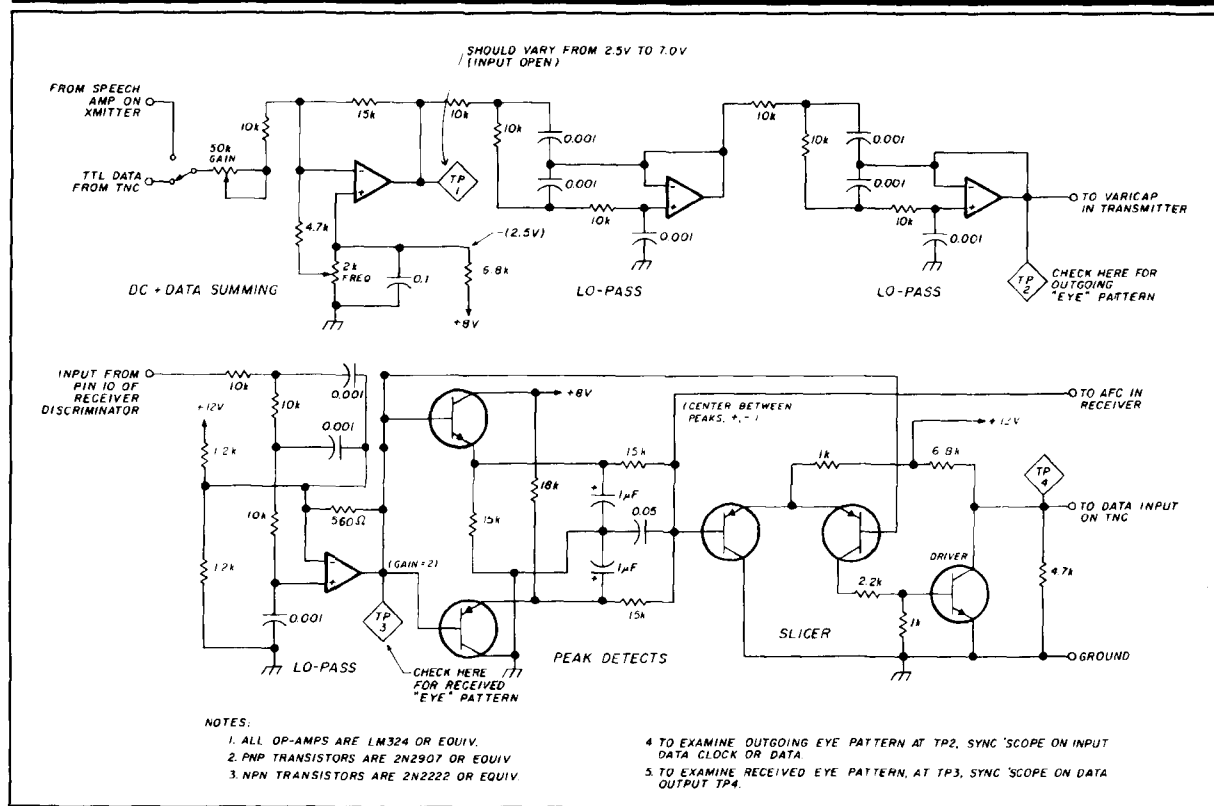 SHOULD VARY FROM 2.5V TO 7.0V
(INPUT OPEN)
FROM SPEECH
AMP ON
XMITTER
50k
GAIN
TTL DATA
FROM TNC
10k
15k
TP
1
4.7k
2k
FREQ
0.1
~(2.5V)
6.8k
+8V
DC + DATA SUMMING
10k
10k
0.001
0.001
10k
0.001
LO-PASS
10k
10k
0.001
0.001
10k
0.001
LO-PASS
TO VARICAP
IN TRANSMITTER
TP
2
CHECK HERE FOR
OUTGOING
"EYE" PATTERN
INPUT FROM
PIN 10 OF
RECEIVER
DISCRIMINATOR
10k
0.001
10k
0.001
+12V
1.2k
10k
560Ω
1.2k
0.001
LO-PASS
(GAIN=2)
TP
3
CHECK HERE
FOR RECEIVED
"EYE" PATTERN
+8V
18k
15k
1µF
1µF
+
+
15k
0.05
15k
PEAK DETECTS
(CENTER BETWEEN
PEAKS, +,-)
TO AFC IN
RECEIVER
+12V
1k
6.8k
TP
4
TO DATA INPUT
ON TNC
DRIVER
2.2k
1k
4.7k
SLICER
GROUND
NOTES:
1. ALL OP-AMPS ARE LM324 OR EQUIV.
2. PNP TRANSISTORS ARE 2N2907 OR EQUIV
3. NPN TRANSISTORS ARE 2N2222 OR EQUIV.
4 TO EXAMINE OUTGOING EYE PATTERN AT TP2, SYNC 'SCOPE ON INPUT
DATA CLOCK OR DATA.
5. TO EXAMINE RECEIVED EYE PATTERN, AT TP3, SYNC 'SCOPE ON DATA
OUTPUT TP4.